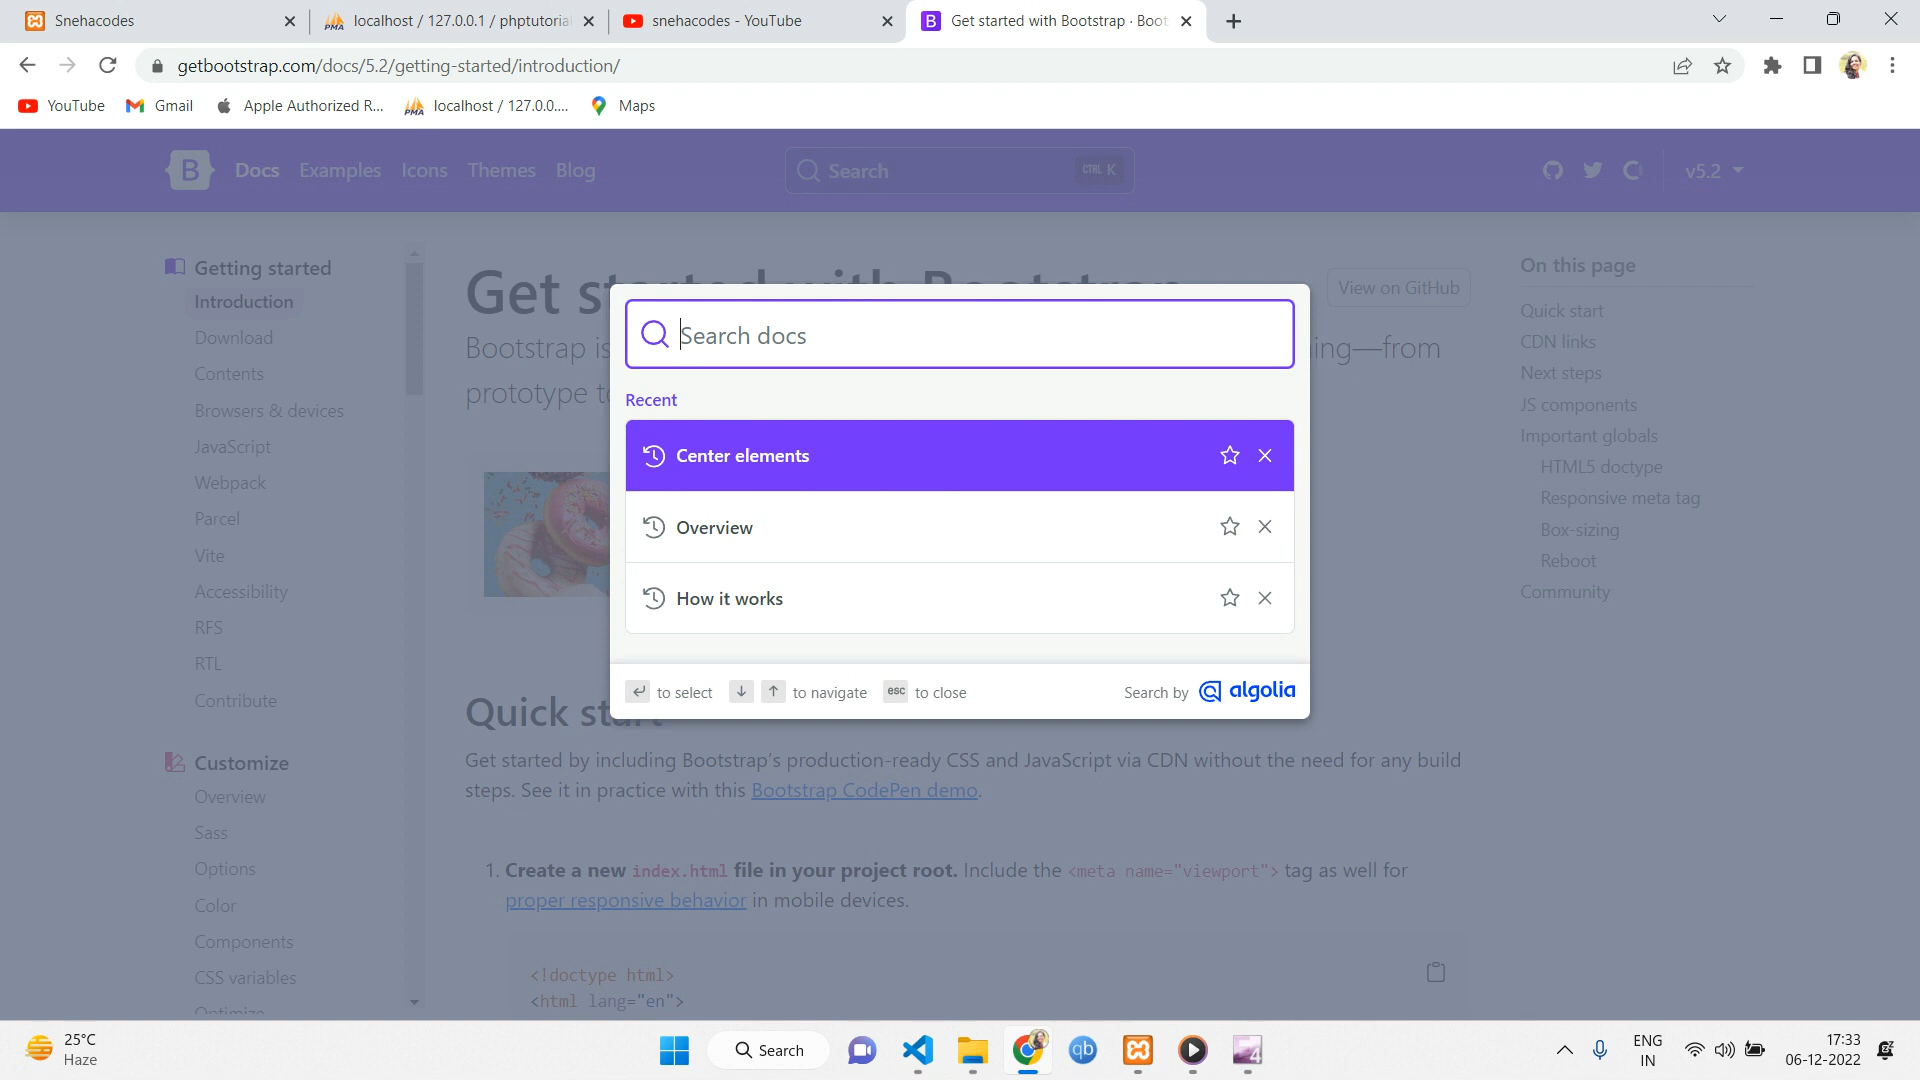 Snehacodes
localhost / 127.0.0.1 / phptutorial
snehacodes - YouTube
Get started with Bootstrap · Boot
getbootstrap.com/docs/5.2/getting-started/introduction/
YouTube
Gmail
Apple Authorized R...
PMA localhost / 127.0.0....
Maps
B Docs Examples Icons Themes Blog
Search CTRL K
v5.2
Getting started
Introduction
Download
Contents
Browsers & devices
JavaScript
Webpack
Parcel
Vite
Accessibility
RFS
RTL
Contribute
Customize
Overview
Sass
Options
Color
Components
CSS variables
Optimize
Get started with Bootstrap
View on GitHub
Bootstrap is
ing—from
prototype to
Search docs
Recent
Center elements
Overview
How it works
to select
to navigate
esc to close
Search by algolia
Quick start
Get started by including Bootstrap's production-ready CSS and JavaScript via CDN without the need for any build
steps. See it in practice with this Bootstrap CodePen demo.
1. Create a new index.html file in your project root. Include the <meta name="viewport"> tag as well for
proper responsive behavior in mobile devices.
<!doctype html>
<html lang="en">
On this page
Quick start
CDN links
Next steps
JS components
Important globals
HTML5 doctype
Responsive meta tag
Box-sizing
Reboot
Community
25°C
Haze
Search
qb
4
ENG
IN
17:33
06-12-2022